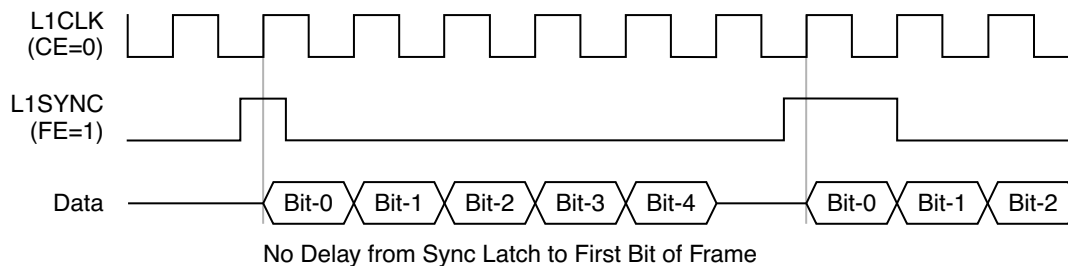 L1CLK
(CE=0)
L1SYNC
(FE=1)
Data
Bit-0 Bit-1 Bit-2 Bit-3 Bit-4 Bit-0 Bit-1 Bit-2
No Delay from Sync Latch to First Bit of Frame